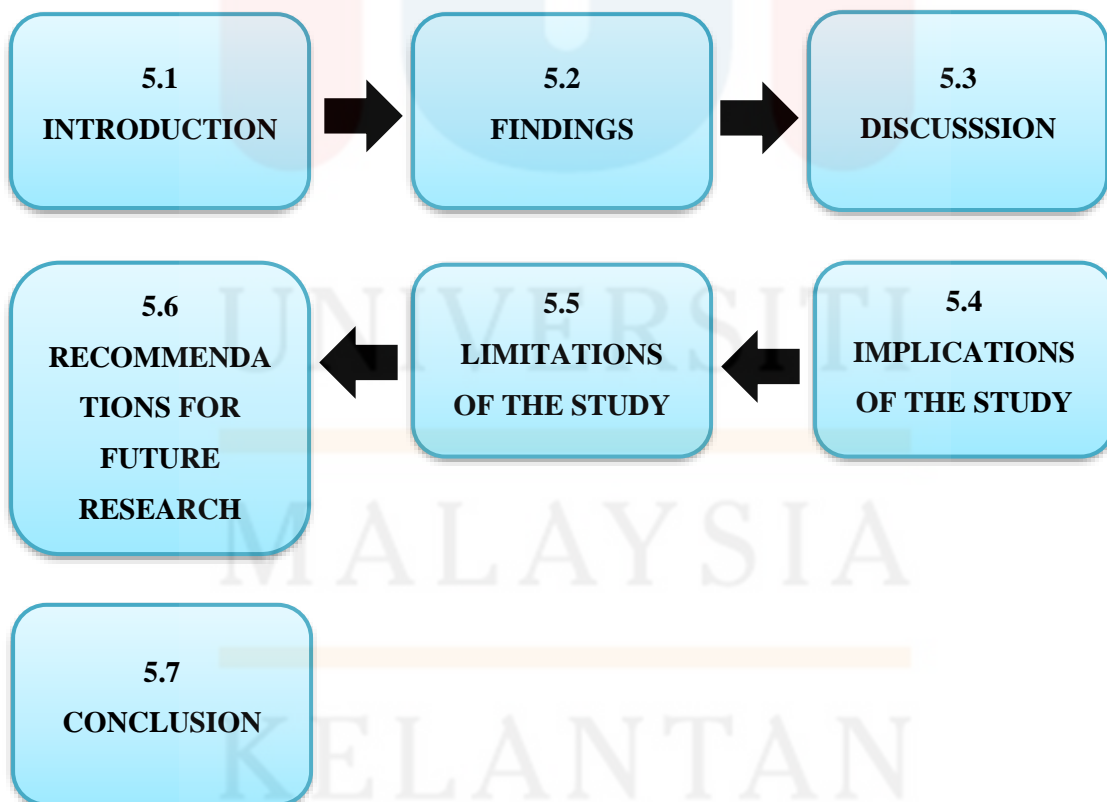 5.1
INTRODUCTION
5.2
FINDINGS
5.3
DISCUSSSION
5.4
IMPLICATIONS
OF THE STUDY
5.5
LIMITATIONS
OF THE STUDY
5.6
RECOMMENDA
TIONS FOR
FUTURE
RESEARCH
5.7
CONCLUSION
UNIVERSITI
MALAYSIA
KELANTAN